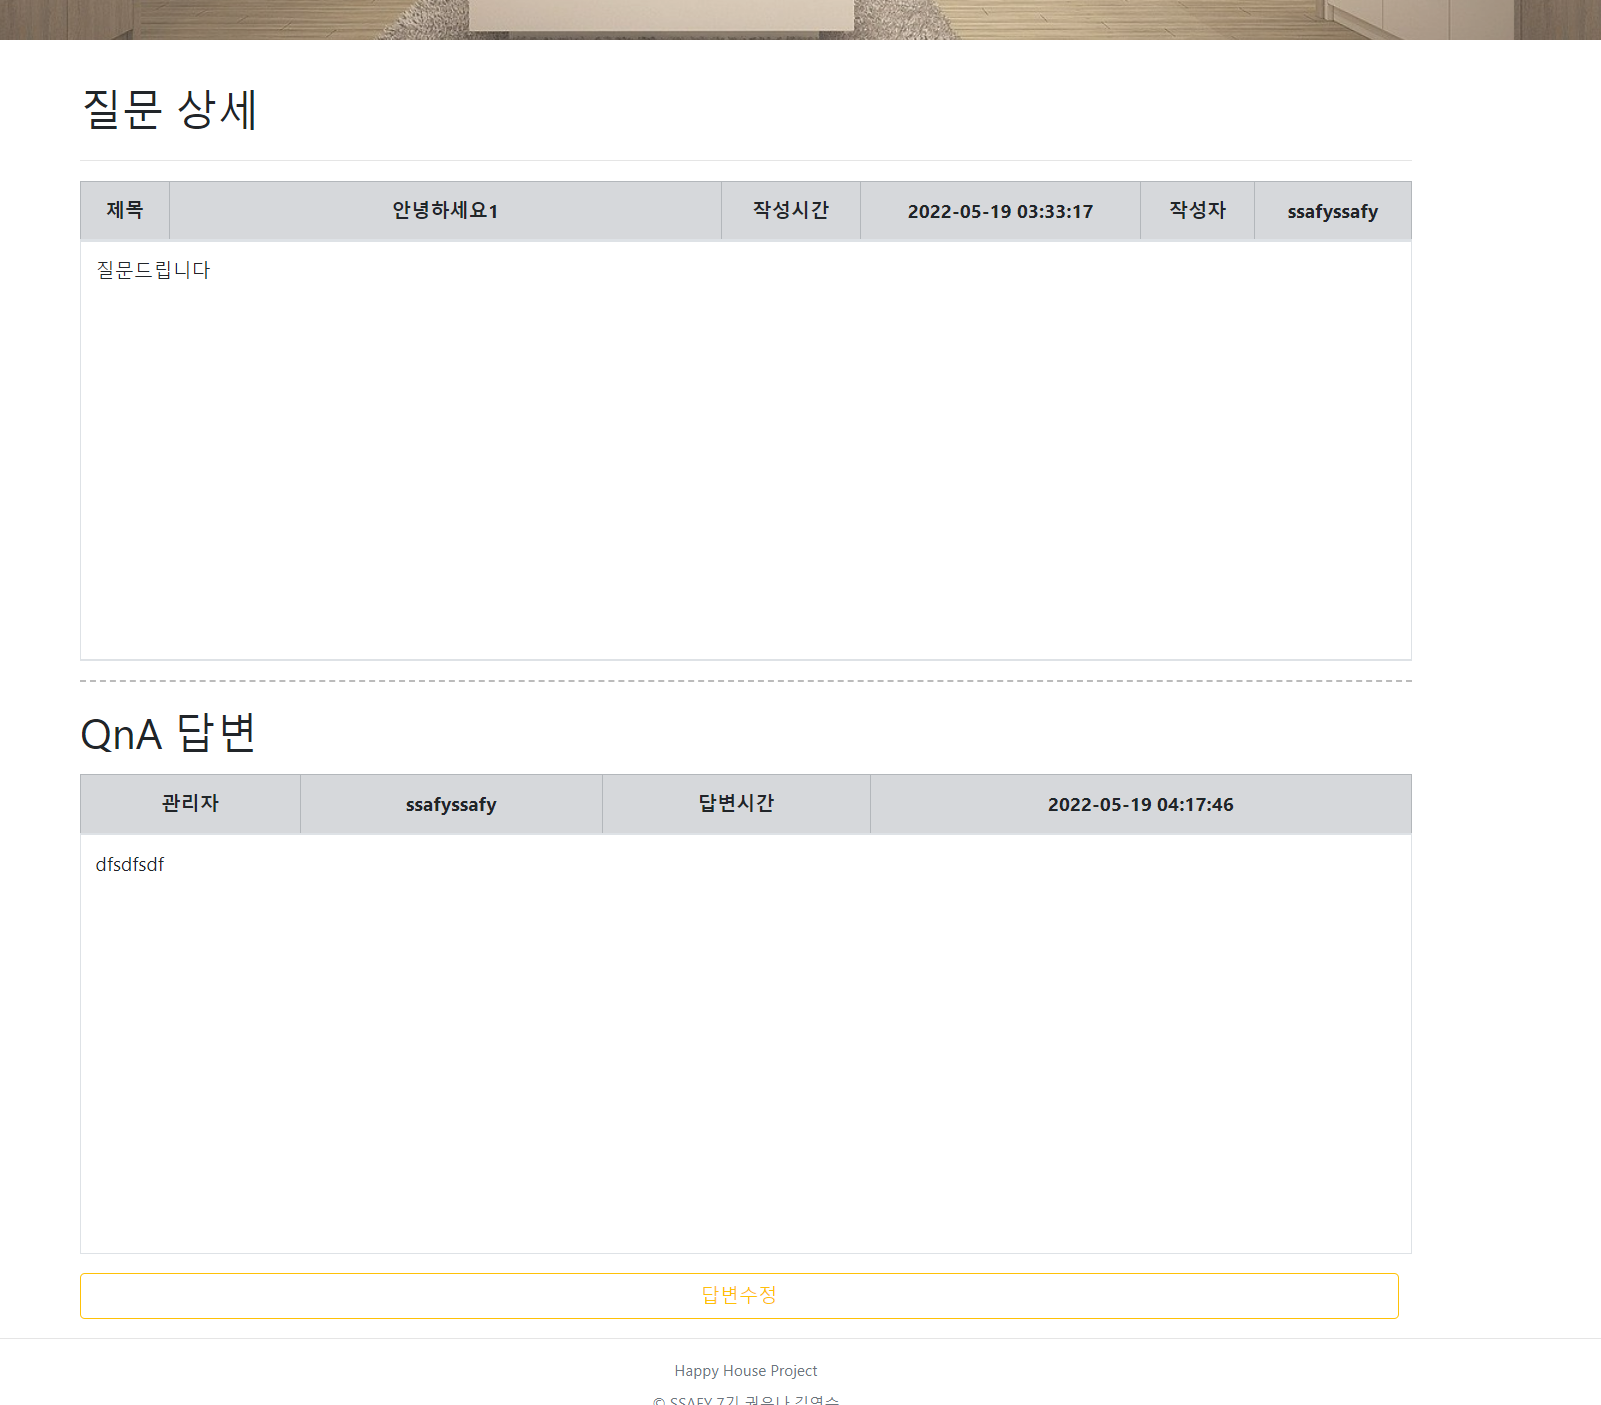 질문 상세
제목 안녕하세요1 작성시간 2022-05-19 03:33:17 작성자 ssafyssafy
질문드립니다
QnA 답변
관리자 ssafyssafy 답변시간 2022-05-19 04:17:46
dfsdfsdf
답변수정
Happy House Project
© SSAFY 7기